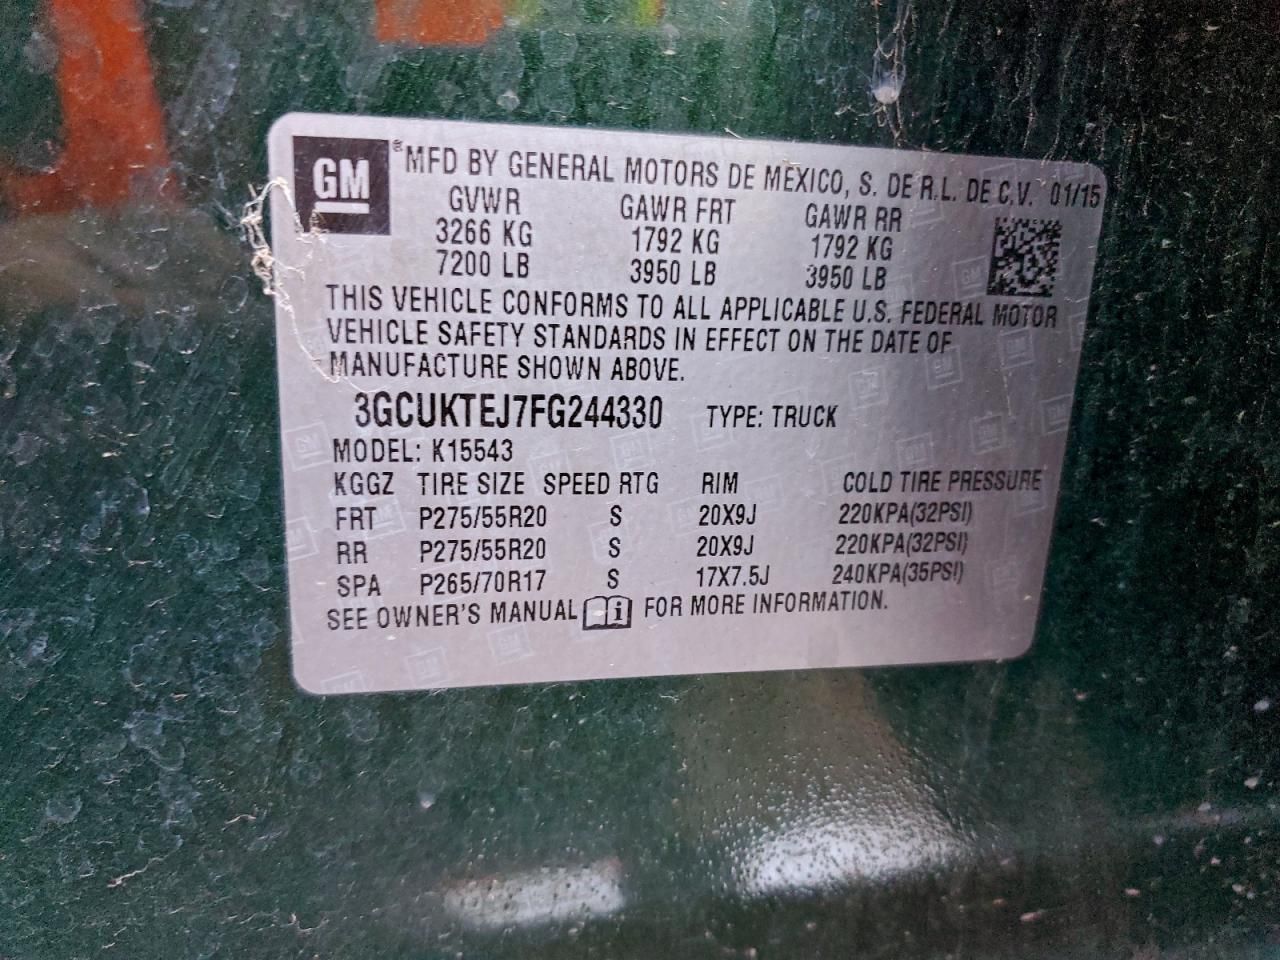 GM ® MFD BY GENERAL MOTORS DE MEXICO, S. DE R.L. DE C.V. 01/15
GVWR GAWR FRT GAWR RR
3266 KG 1792 KG 1792 KG
7200 LB 3950 LB 3950 LB
THIS VEHICLE CONFORMS TO ALL APPLICABLE U.S. FEDERAL MOTOR
VEHICLE SAFETY STANDARDS IN EFFECT ON THE DATE OF
MANUFACTURE SHOWN ABOVE.
3GCUKTEJ7FG244330 TYPE: TRUCK
MODEL: K15543
KGGZ TIRE SIZE SPEED RTG RIM COLD TIRE PRESSURE
FRT P275/55R20 S 20X9J 220KPA(32PSI)
RR P275/55R20 S 20X9J 220KPA(32PSI)
SPA P265/70R17 S 17X7.5J 240KPA(35PSI)
SEE OWNER'S MANUAL i FOR MORE INFORMATION.